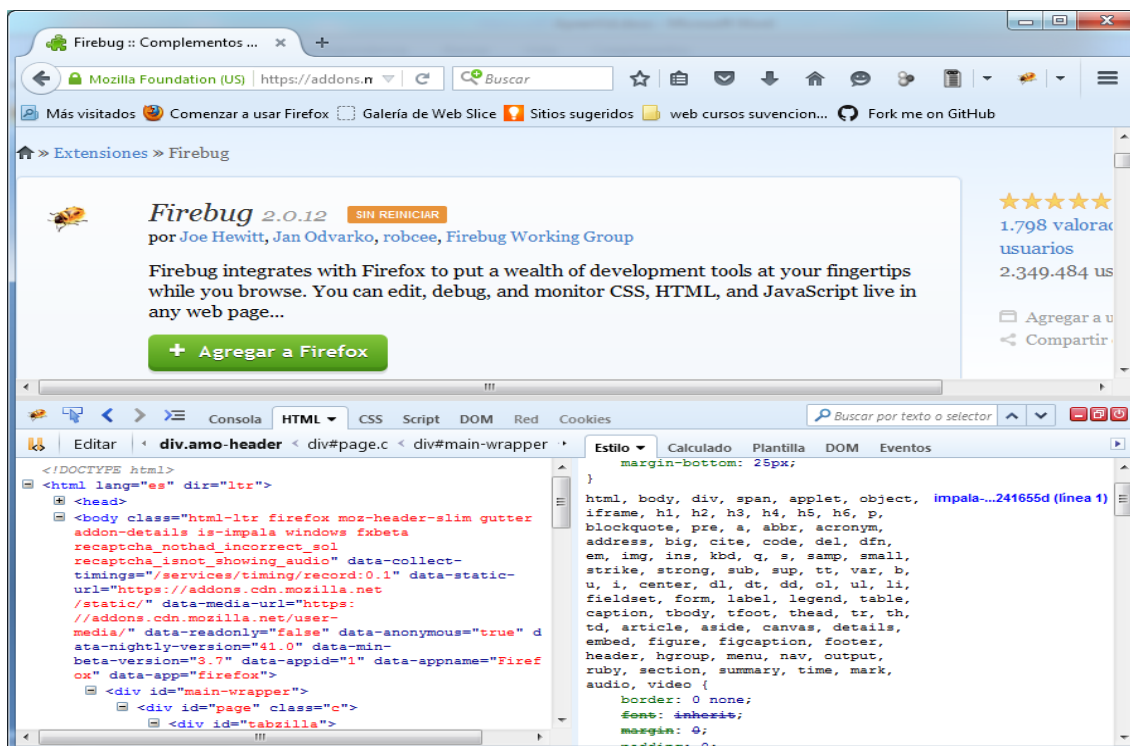 Firebug :: Complementos ...
Mozilla Foundation (US) https://addons.m Buscar
Más visitados Comenzar a usar Firefox Galería de Web Slice Sitios sugeridos web cursos suvencion... Fork me on GitHub
» Extensiones » Firebug
Firebug 2.0.12 SIN REINICIAR
por Joe Hewitt, Jan Odvarko, robcee, Firebug Working Group
Firebug integrates with Firefox to put a wealth of development tools at your fingertips
while you browse. You can edit, debug, and monitor CSS, HTML, and JavaScript live in
any web page...
+ Agregar a Firefox
1.798 valorac
usuarios
2.349.484 us
Agregar a u
Compartir
Consola HTML CSS Script DOM Red Cookies Buscar por texto o selector
Editar div.amo-header < div#page.c < div#main-wrapper
<!DOCTYPE html>
<html lang="es" dir="ltr">
<head>
<body class="html-ltr firefox moz-header-slim gutter
addon-details is-impala windows fxbeta
recaptcha_nothad_incorrect_sol
recaptcha_isnot_showing_audio" data-collect-
timings="/services/timing/record:0.1" data-static-
url="https://addons.cdn.mozilla.net
/static/" data-media-url="https:
//addons.cdn.mozilla.net/user-
media/" data-readonly="false" data-anonymous="true" d
ata-nightly-version="41.0" data-min-
beta-version="3.7" data-appid="1" data-appname="Firef
ox" data-app="firefox">
<div id="main-wrapper">
<div id="page" class="c">
<div id="tabzilla">
Estilo Calculado Plantilla DOM Eventos
margin-bottom: 25px;
}
html, body, div, span, applet, object, impala-...241655d (línea 1)
iframe, h1, h2, h3, h4, h5, h6, p,
blockquote, pre, a, abbr, acronym,
address, big, cite, code, del, dfn,
em, img, ins, kbd, q, s, samp, small,
strike, strong, sub, sup, tt, var, b,
u, i, center, dl, dt, dd, ol, ul, li,
fieldset, form, label, legend, table,
caption, tbody, tfoot, thead, tr, th,
td, article, aside, canvas, details,
embed, figure, figcaption, footer,
header, hgroup, menu, nav, output,
ruby, section, summary, time, mark,
audio, video {
border: 0 none;
font: inherit;
margin: 0;
padding: 0;